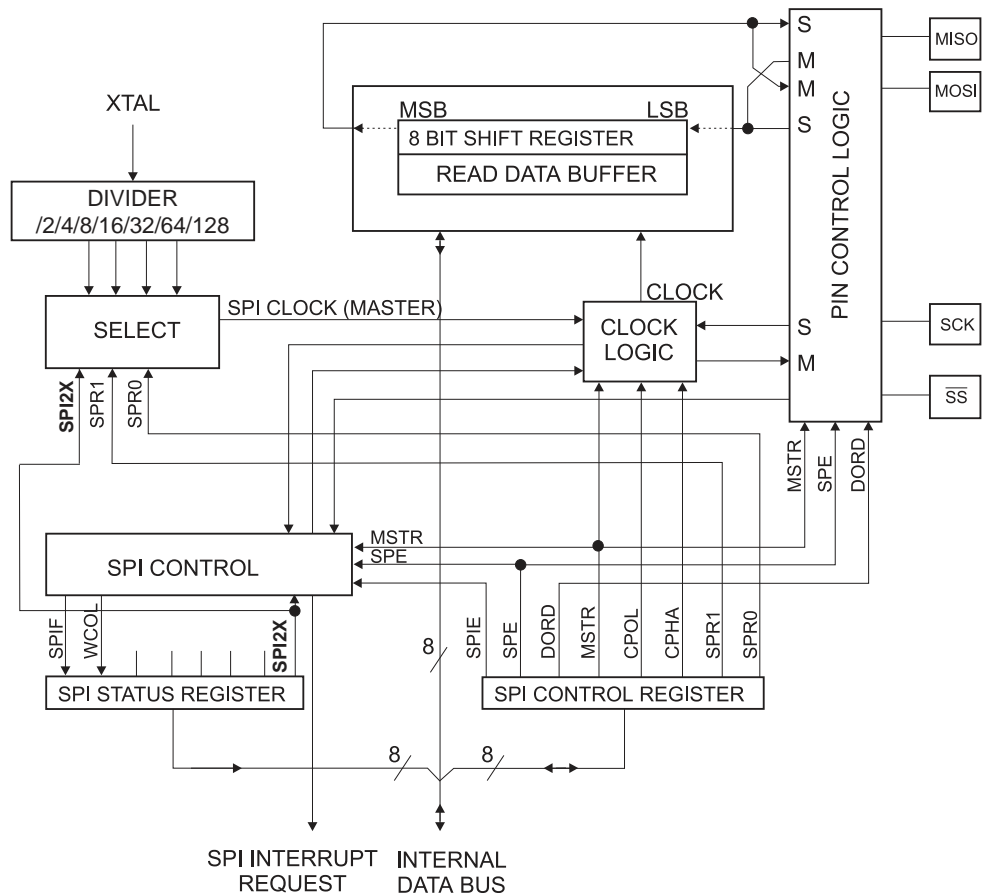 S
MISO
M
MOSI
M
S
MSB
LSB
8 BIT SHIFT REGISTER
READ DATA BUFFER
XTAL
DIVIDER
/2/4/8/16/32/64/128
PIN CONTROL LOGIC
SPI CLOCK (MASTER)
CLOCK
SELECT
CLOCK
LOGIC
S
M
SCK
SS
SPI2X
SPR1
SPR0
MSTR
SPE
DORD
MSTR
SPE
SPI CONTROL
SPIF
WCOL
SPI2X
8
SPIE
SPE
DORD
MSTR
CPOL
CPHA
SPR1
SPR0
SPI STATUS REGISTER
SPI CONTROL REGISTER
8
8
SPI INTERRUPT
REQUEST
INTERNAL
DATA BUS